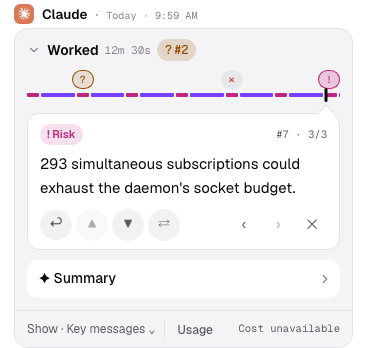 Claude · Today · 9:59 AM
Worked 12m 30s ? #2
? × !
! Risk #7 · 3/3
293 simultaneous subscriptions could
exhaust the daemon's socket budget.
Summary
Show · Key messages Usage Cost unavailable